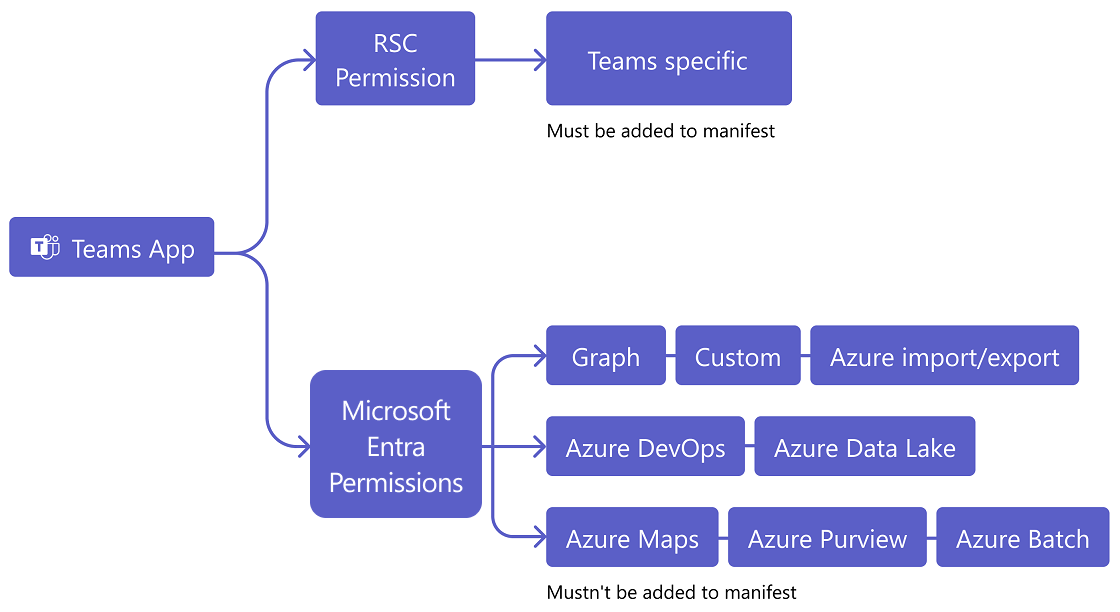 RSC
Permission
Teams specific
Must be added to manifest
T
Teams App
Microsoft
Entra
Permissions
Graph
Custom
Azure import/export
Azure DevOps
Azure Data Lake
Azure Maps
Azure Purview
Azure Batch
Mustn't be added to manifest